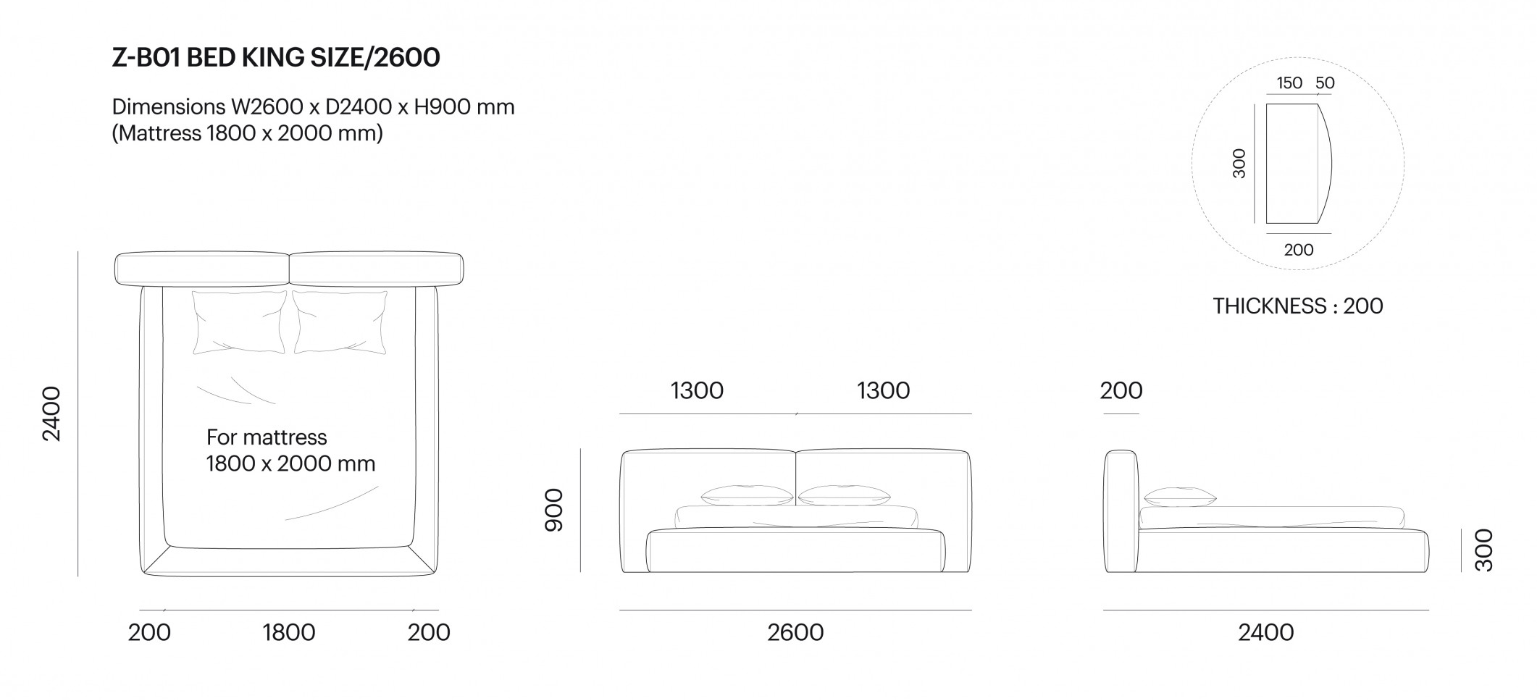 Z-B01 BED KING SIZE/2600
Dimensions W2600 x D2400 x H900 mm
(Mattress 1800 x 2000 mm)
150 50
300
200
THICKNESS : 200
2400
For mattress
1800 x 2000 mm
200 1800 200
1300 1300
900
2600
200
300
2400